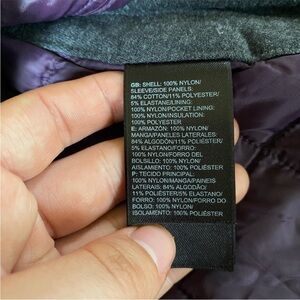 GB: SHELL: 100% NYLON/
SLEEVE/SIDE PANELS:
84% COTTON/11% POLYESTER/
5% ELASTANE/LINING:
100% NYLON/POCKET LINING:
100% NYLON/INSULATION:
100% POLYESTER
E: ARMAZÓN: 100% NYLON/
MANGA/PANELES LATERALES:
84% ALGODÓN/11% POLIÉSTER/
5% ELASTANO/FORRO:
100% NYLON/FORRO DEL
BOLSILLO: 100% NYLON/
AISLAMIENTO: 100% POLIÉSTER
P: TECIDO PRINCIPAL:
100% NYLON/MANGA/PAINEIS
LATERAIS: 84% ALGODÃO/
11% POLIÉSTER/5% ELASTANO/
FORRO: 100% NYLON/FORRO DO
BOLSO: 100% NYLON/
ISOLAMENTO: 100% POLIÉSTER